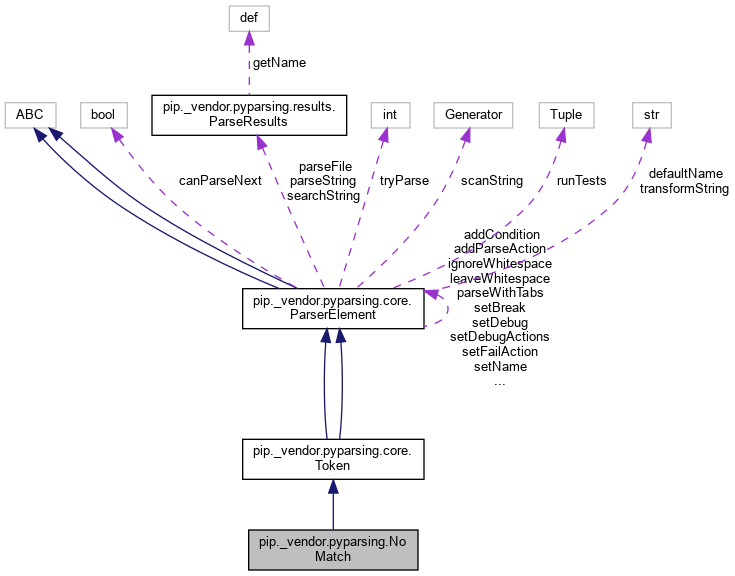 def
getName
pip._vendor.pyparsing.results.
ParseResults
ABC
bool
int
Generator
Tuple
str
canParseNext
parseFile
parseString
searchString
tryParse
scanString
runTests
defaultName
transformString
addCondition
addParseAction
ignoreWhitespace
leaveWhitespace
parseWithTabs
setBreak
setDebug
setDebugActions
setFailAction
setName
...
pip._vendor.pyparsing.core.
ParserElement
pip._vendor.pyparsing.core.
Token
pip._vendor.pyparsing.No
Match